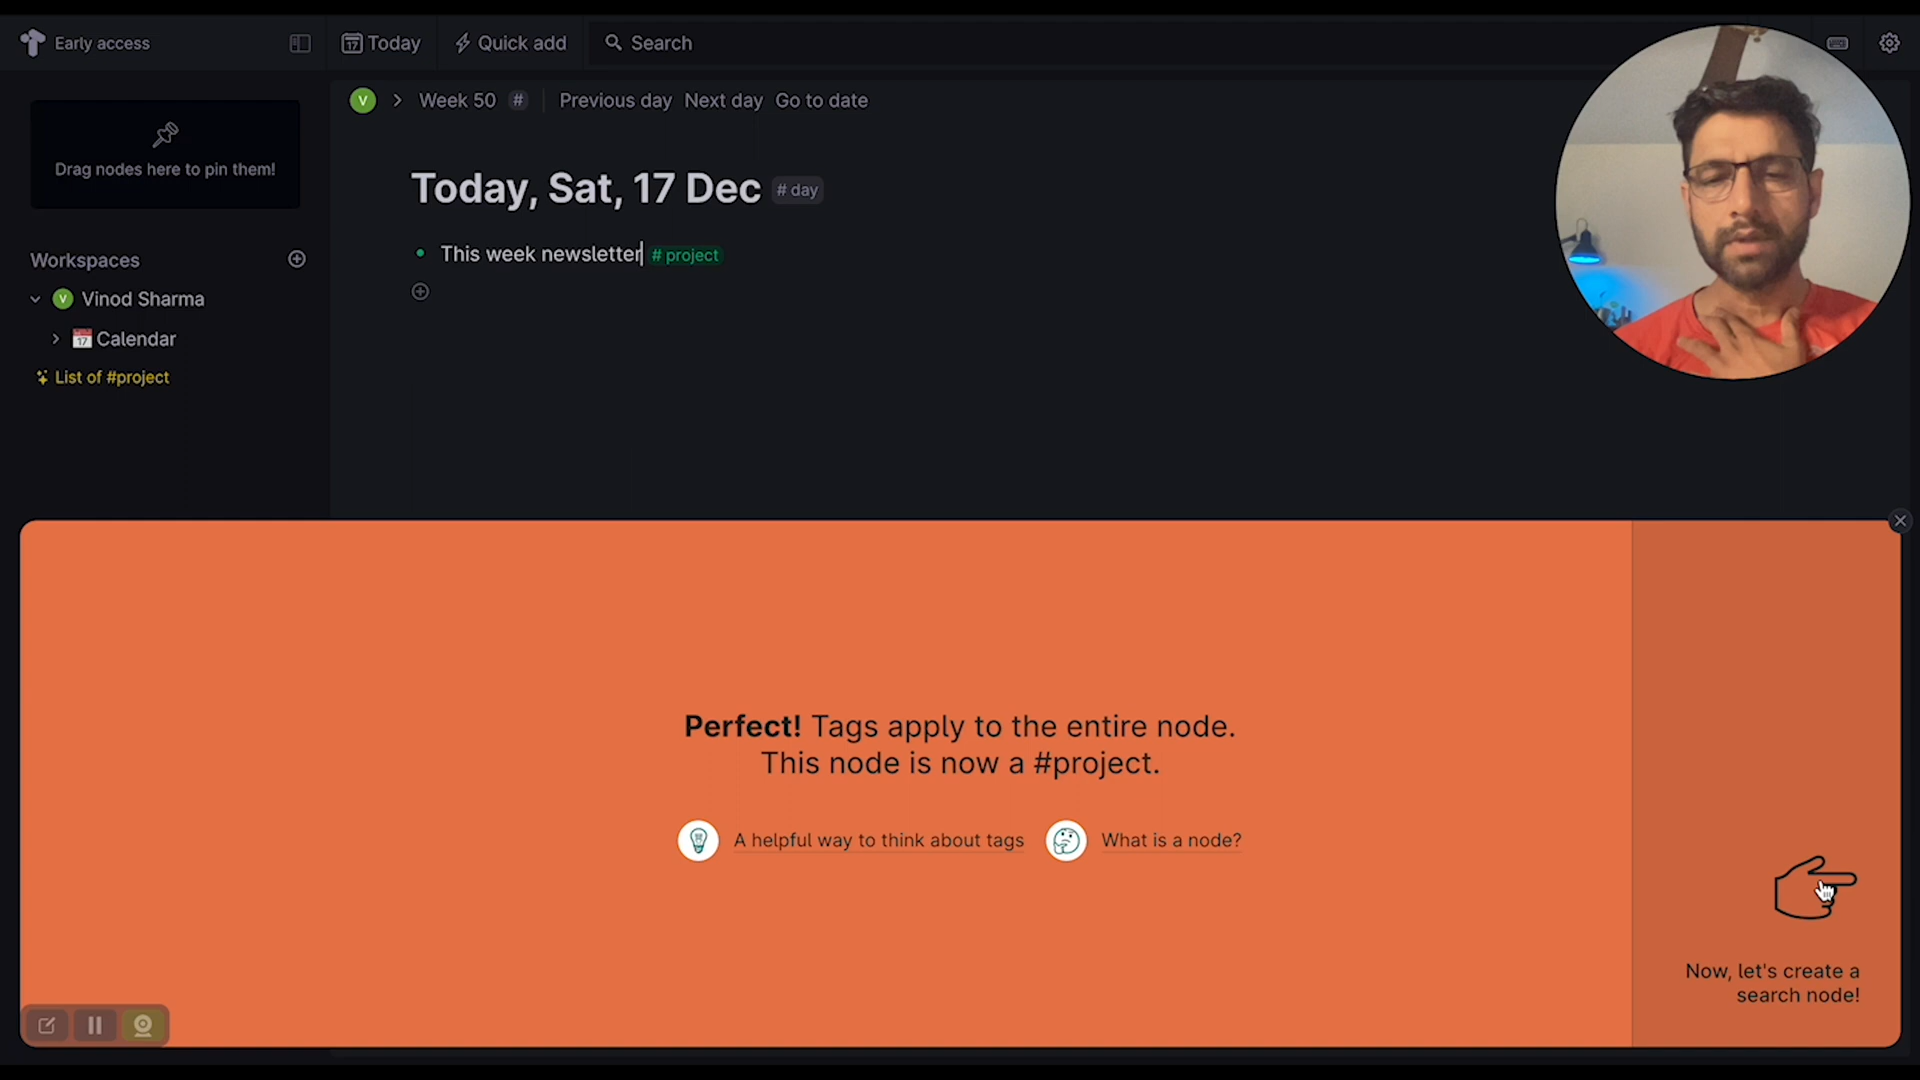 Early access
Today
Quick add
Search
V
Week 50 #
Previous day
Next day
Go to date
Drag nodes here to pin them!
Today, Sat, 17 Dec # day
This week newsletter # project
Workspaces
V Vinod Sharma
17 Calendar
List of #project
Perfect! Tags apply to the entire node.
This node is now a #project.
A helpful way to think about tags
What is a node?
Now, let's create a
search node!